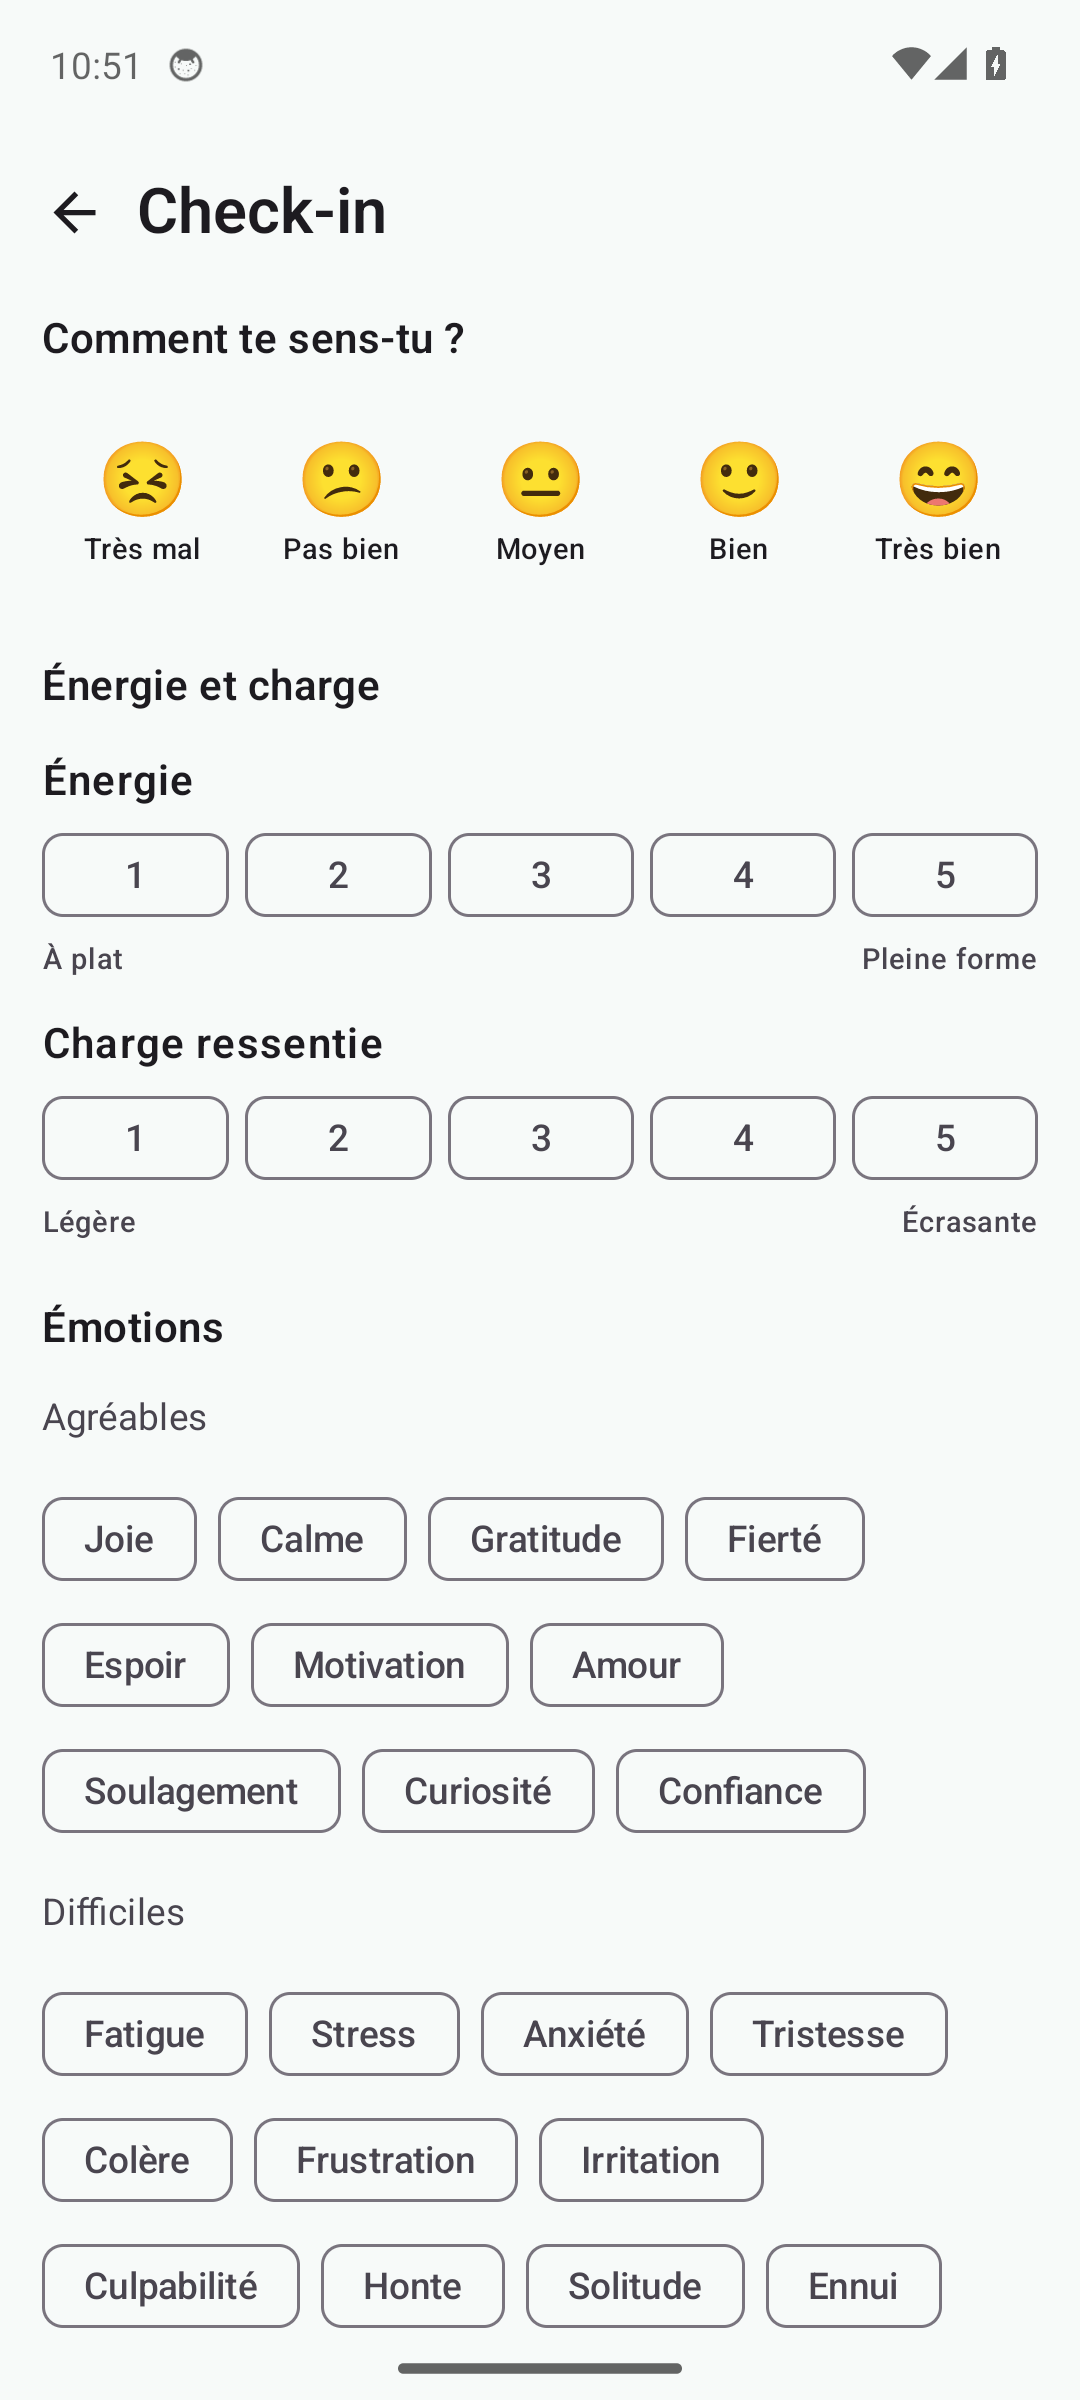 10:51
Check-in
Comment te sens-tu ?
Très mal Pas bien Moyen Bien Très bien
Énergie et charge
Énergie
1 2 3 4 5
À plat Pleine forme
Charge ressentie
1 2 3 4 5
Légère Écrasante
Émotions
Agréables
Joie Calme Gratitude Fierté
Espoir Motivation Amour
Soulagement Curiosité Confiance
Difficiles
Fatigue Stress Anxiété Tristesse
Colère Frustration Irritation
Culpabilité Honte Solitude Ennui